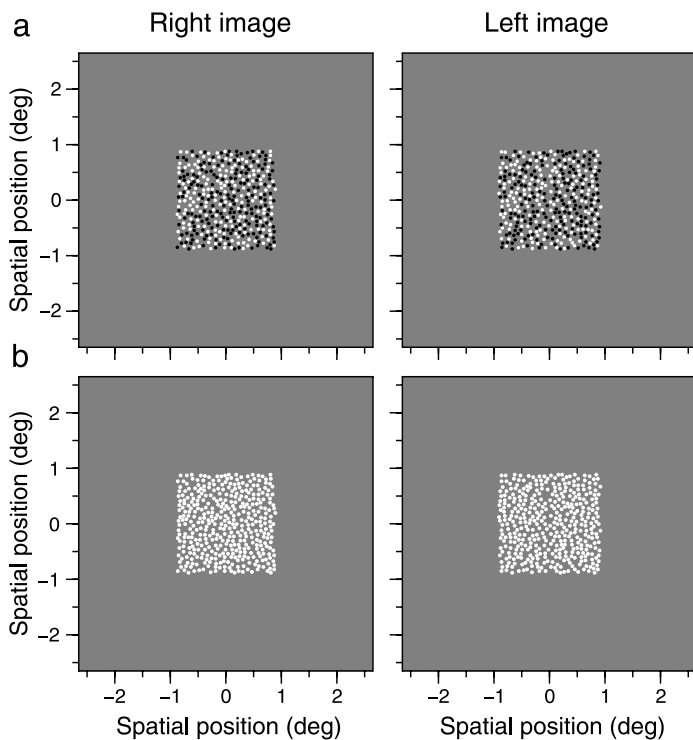 a
Right image
Left image
Spatial position (deg)
2
1
0
−1
−2
b
Spatial position (deg)
2
1
0
−1
−2
−2 −1 0 1 2
−2 −1 0 1 2
Spatial position (deg)
Spatial position (deg)